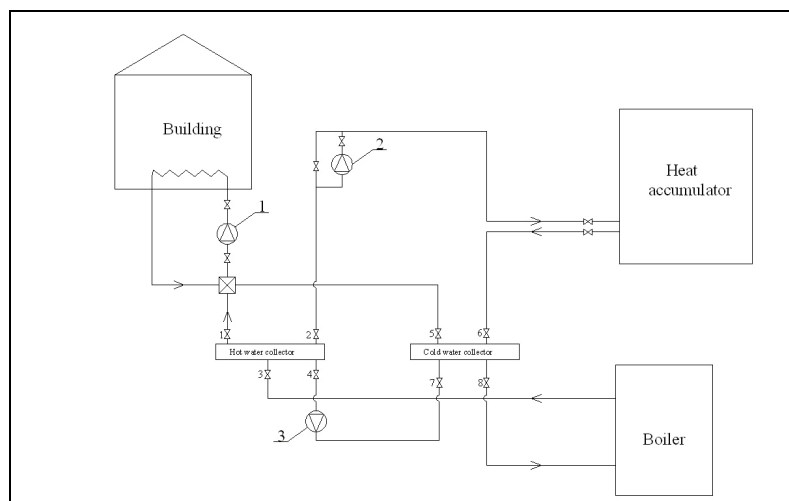 Building
2
Heat
accumulator
1
1
2
5
6
Hot water collector
Cold water collector
3
4
7
8
3
Boiler